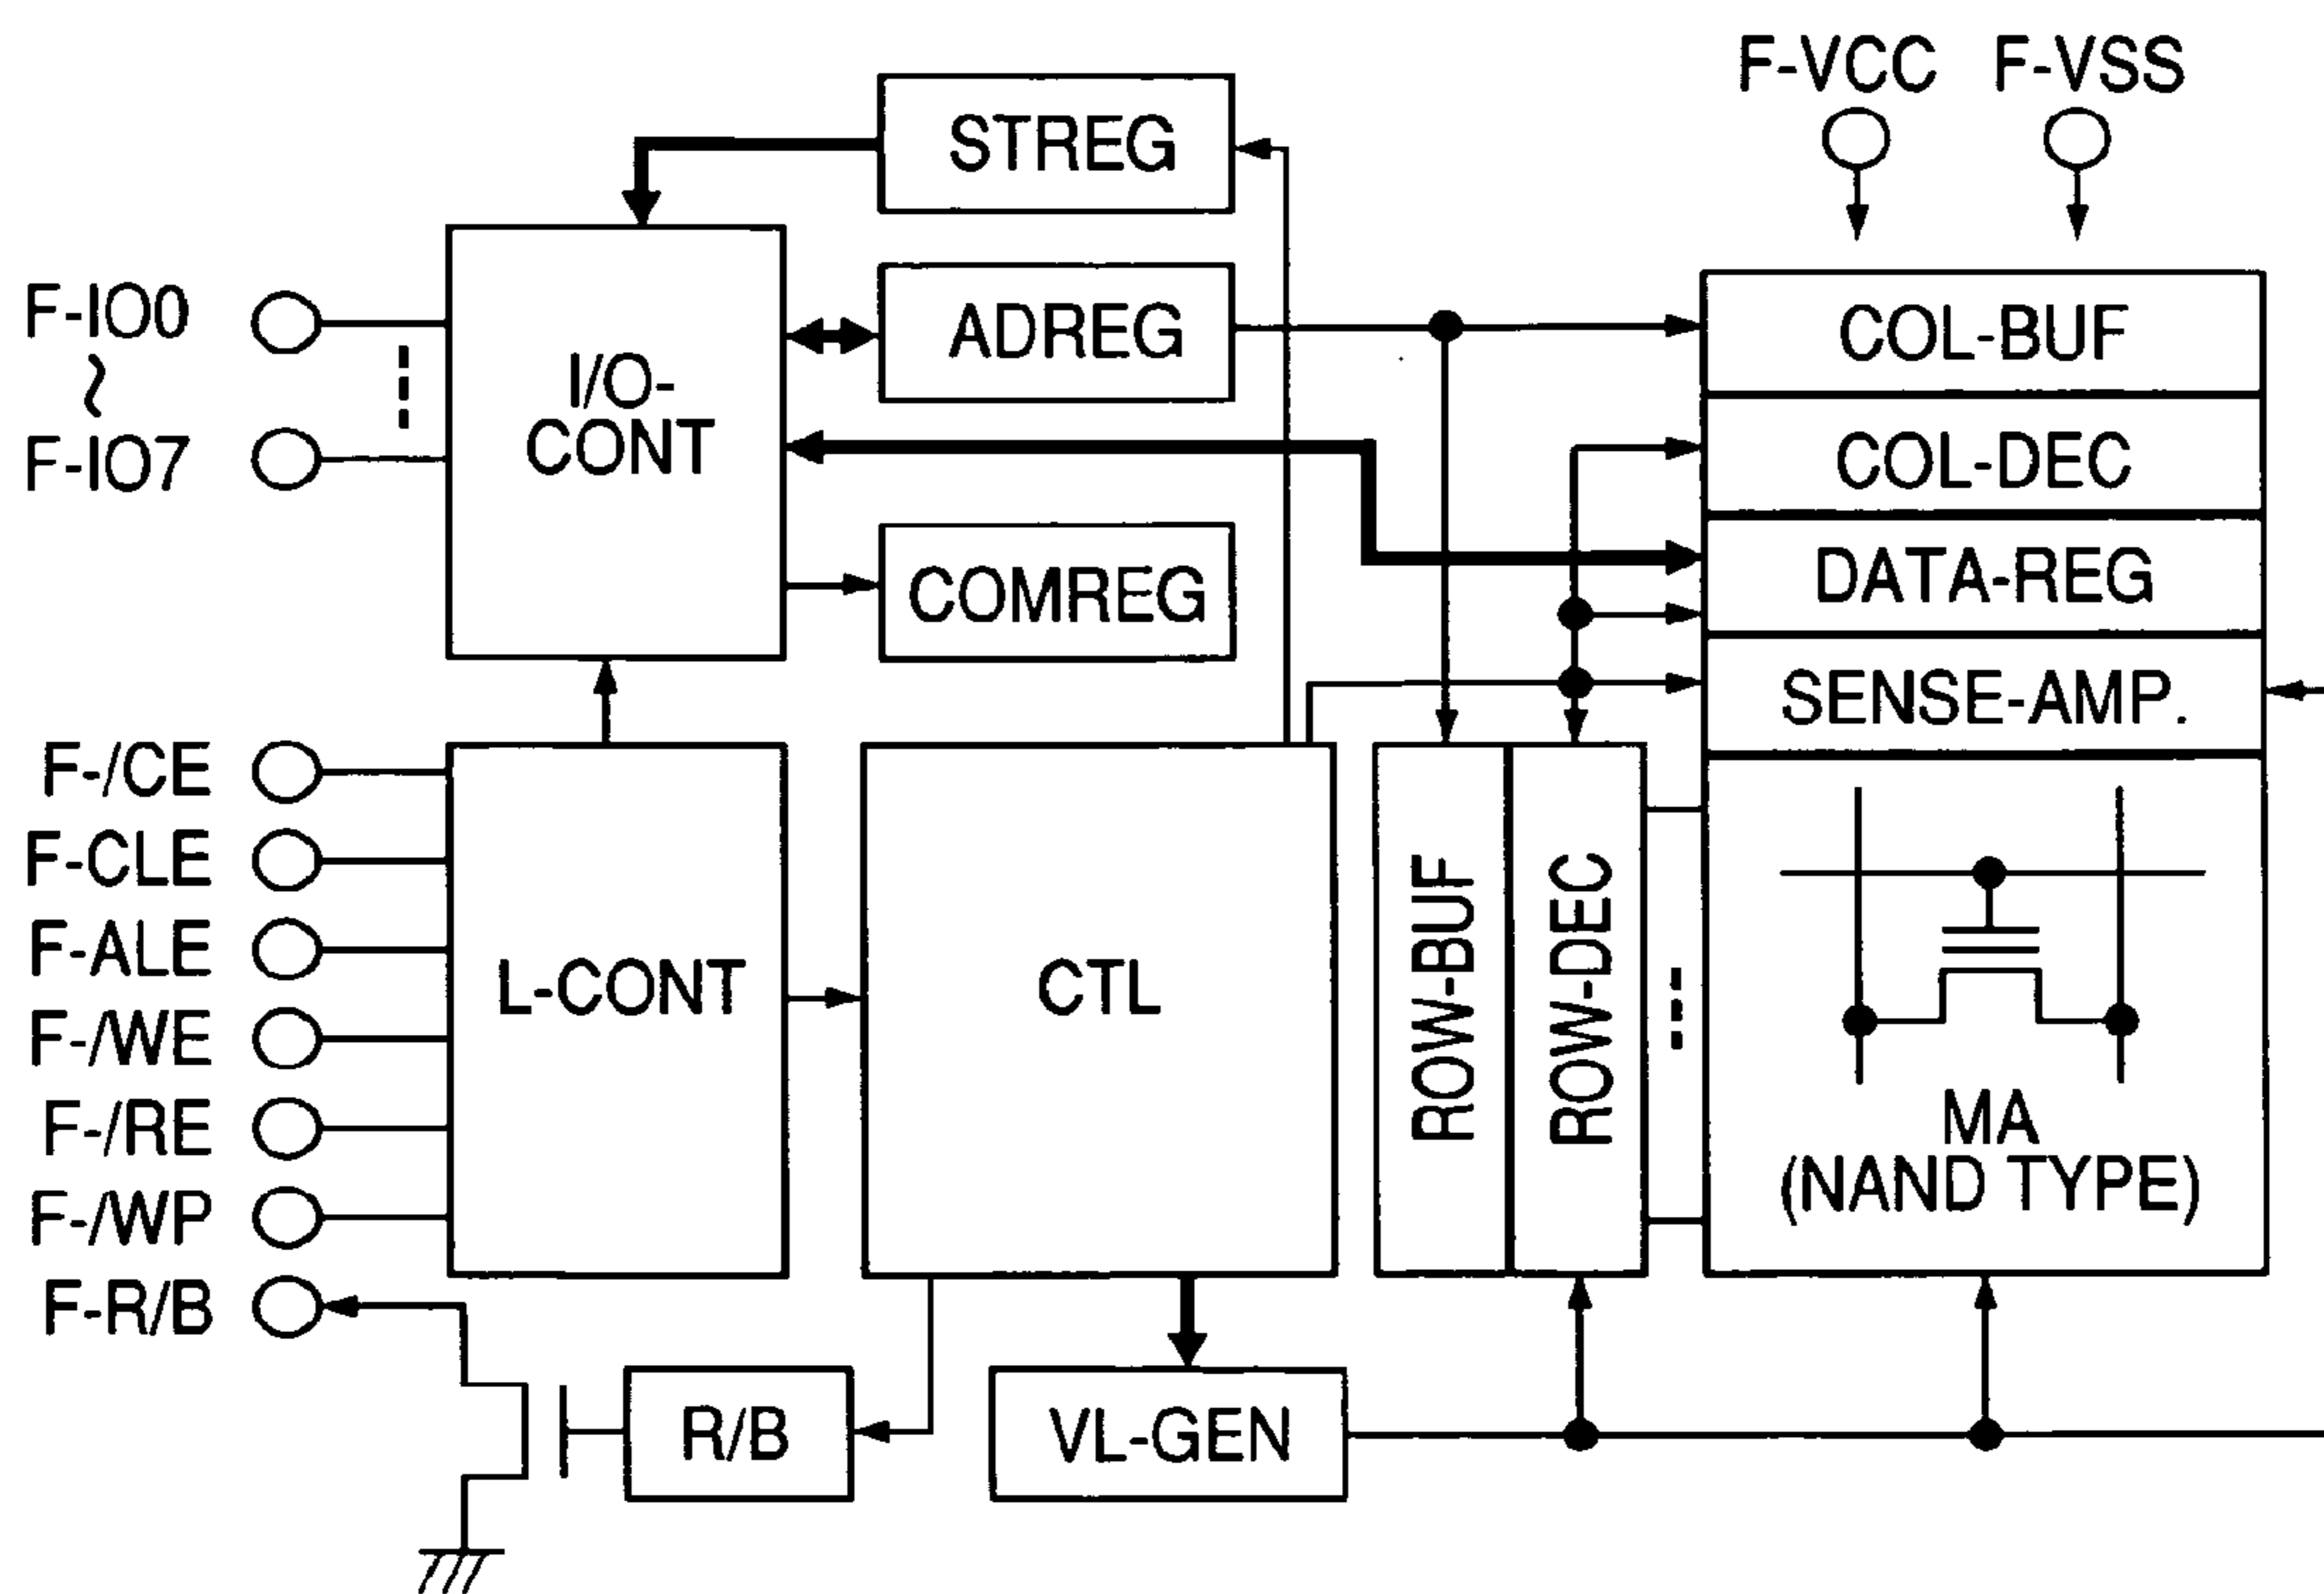 F-VCC
F-VSS
STREG
F-IO0
~
F-IO7
I/O-
CONT
ADREG
COL-BUF
COL-DEC
DATA-REG
COMREG
SENSE-AMP.
F-/CE
F-CLE
F-ALE
F-/WE
F-/RE
F-/WP
F-R/B
L-CONT
CTL
ROW-BUF
ROW-DEC
MA
(NAND TYPE)
R/B
VL-GEN